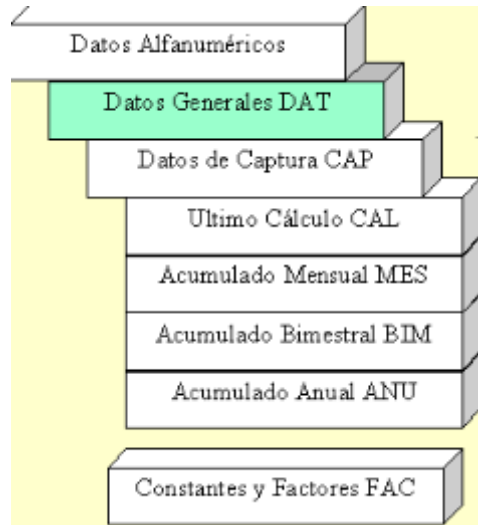 Datos Alfanuméricos
Datos Generales DAT
Datos de Captura CAP
Ultimo Cálculo CAL
Acumulado Mensual MES
Acumulado Bimestral BIM
Acumulado Anual ANU
Constantes y Factores FAC